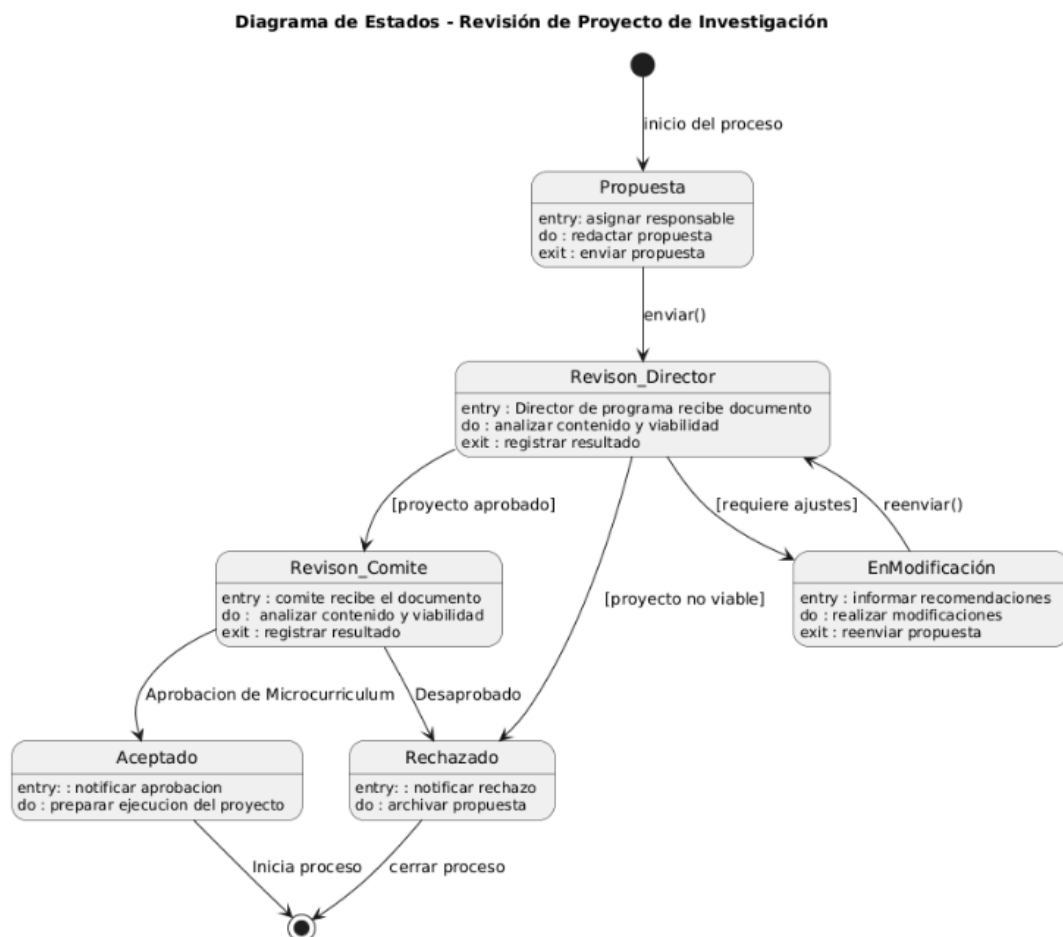 Diagrama de Estados - Revisión de Proyecto de Investigación
inicio del proceso
Propuesta
entry: asignar responsable
do : redactar propuesta
exit : enviar propuesta
enviar()
Revison_Director
entry : Director de programa recibe documento
do : analizar contenido y viabilidad
exit : registrar resultado
[proyecto aprobado]
[requiere ajustes]
reenviar()
Revison_Comite
entry : comite recibe el documento
do :  analizar contenido y viabilidad
exit : registrar resultado
[proyecto no viable]
EnModificación
entry : informar recomendaciones
do : realizar modificaciones
exit : reenviar propuesta
Aprobacion de Microcurriculum
Desaprobado
Aceptado
entry: : notificar aprobacion
do : preparar ejecucion del proyecto
Rechazado
entry: : notificar rechazo
do : archivar propuesta
Inicia proceso
cerrar proceso